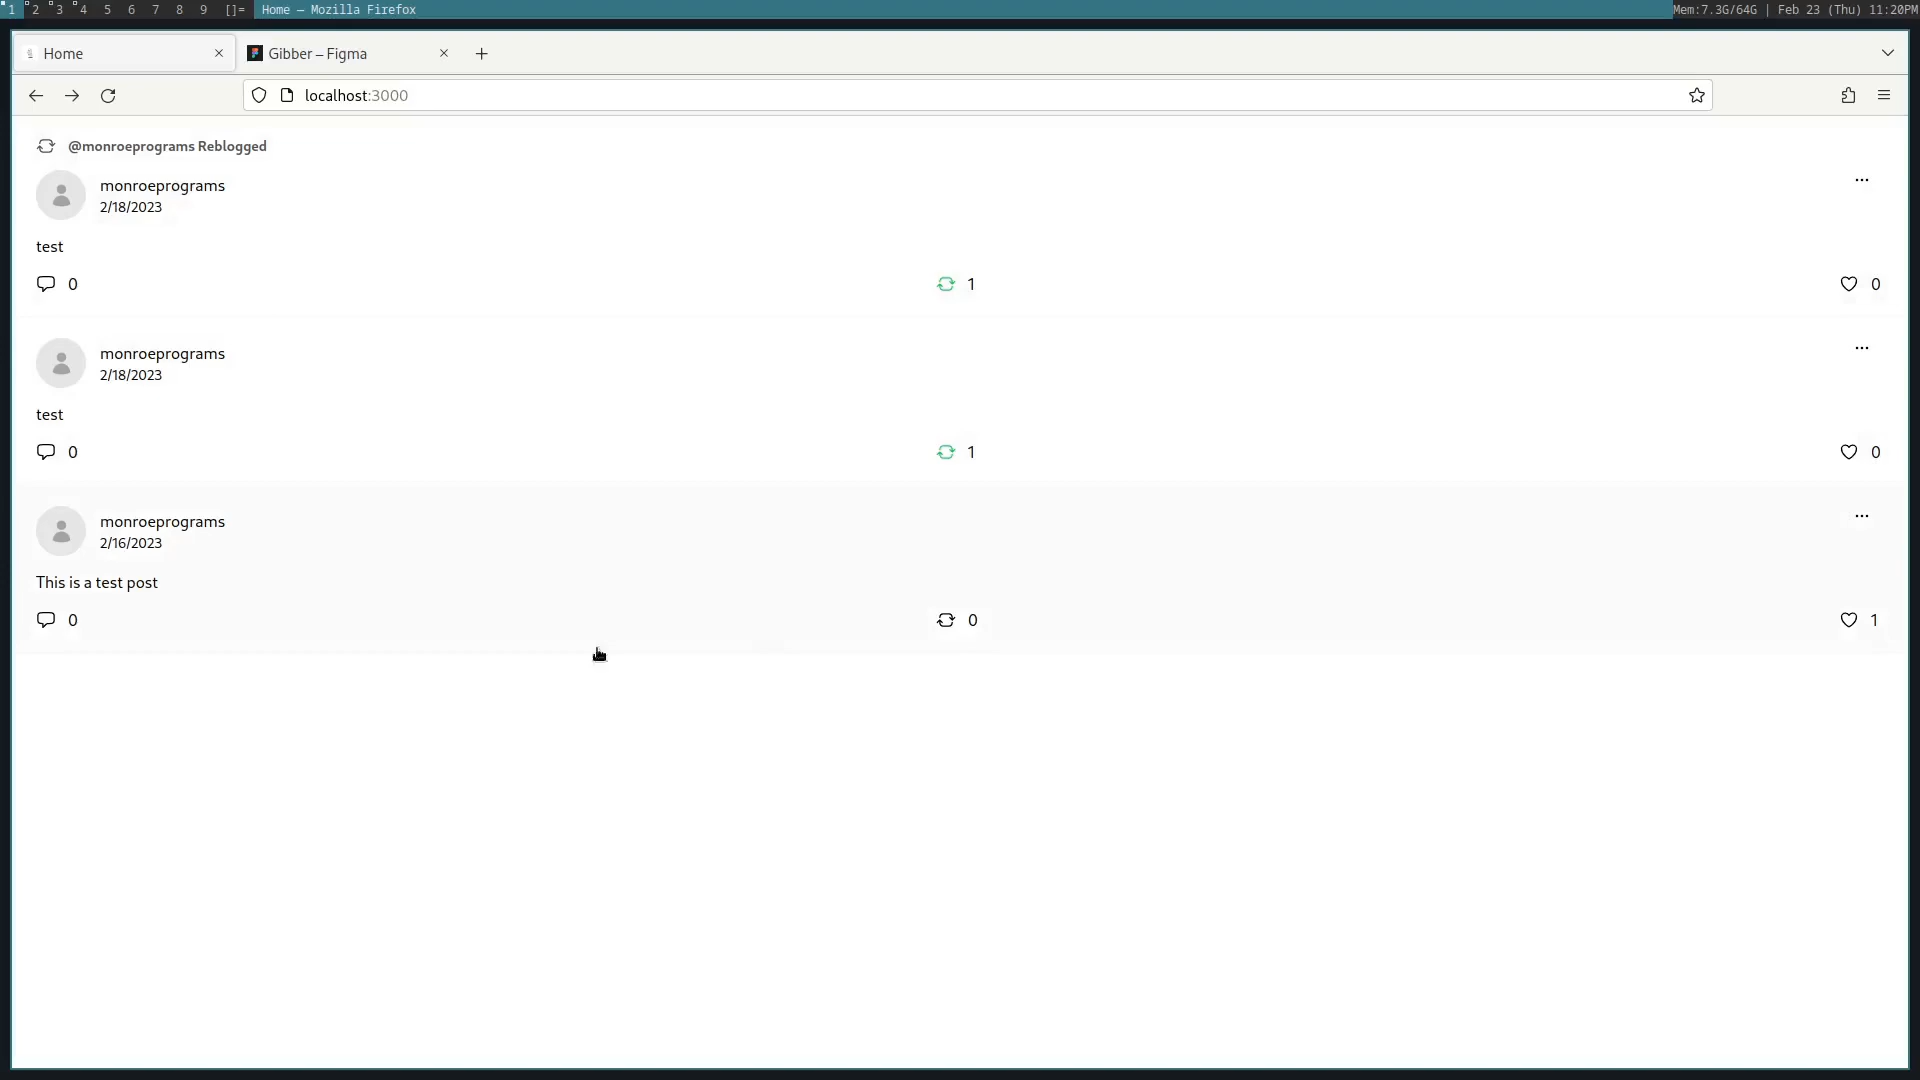 1 2 3 4 5 6 7 8 9 []= Home — Mozilla Firefox Mem:7.3G/64G | Feb 23 (Thu) 11:20PM
Home Gibber – Figma
localhost:3000
@monroeprograms Reblogged
monroeprograms
2/18/2023
test
0 1 0
monroeprograms
2/18/2023
test
0 1 0
monroeprograms
2/16/2023
This is a test post
0 0 1